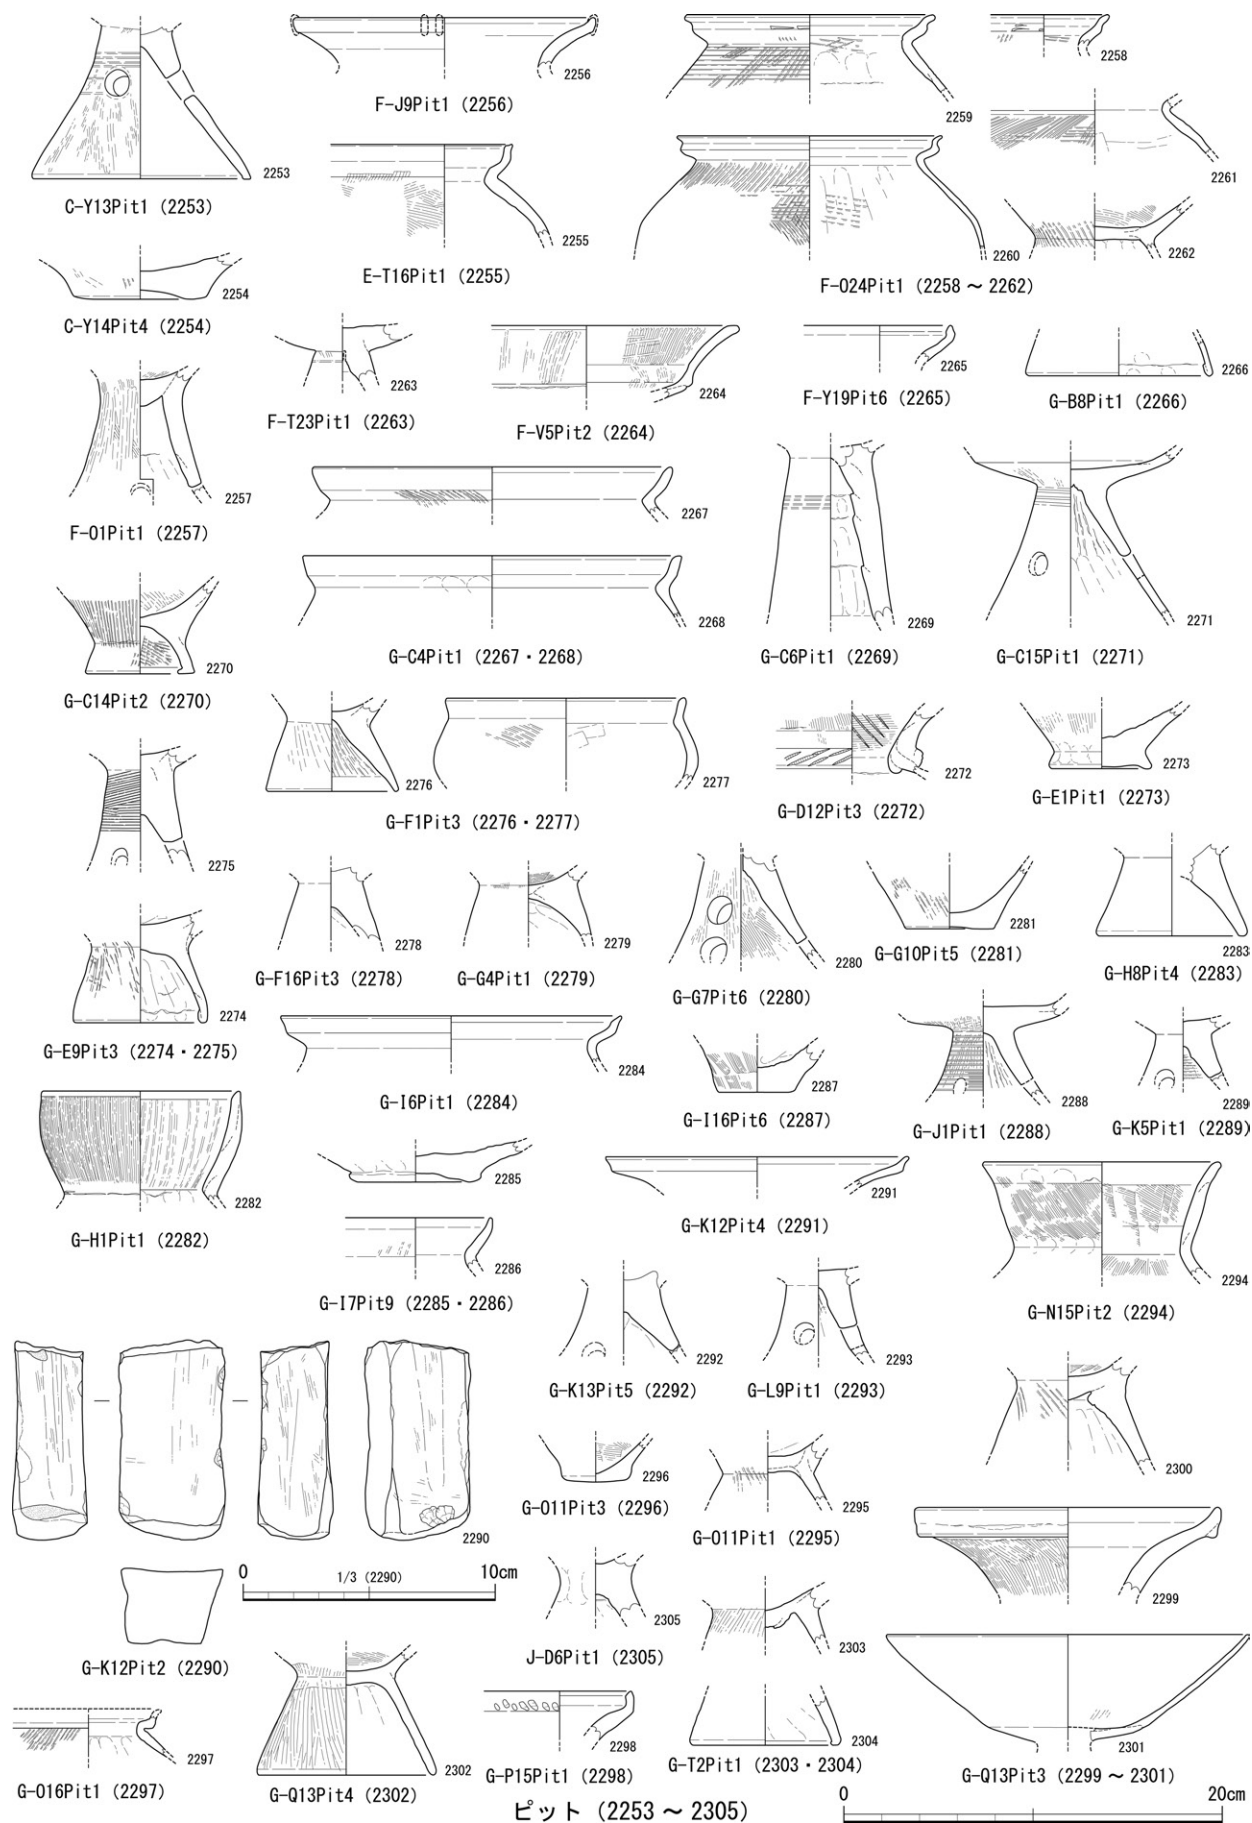 2253
C-Y13Pit1 (2253)
2256
F-J9Pit1 (2256)
2259
2258
2261
2254
C-Y14Pit4 (2254)
2255
E-T16Pit1 (2255)
2260
2262
F-O24Pit1 (2258 ～ 2262)
2257
F-O1Pit1 (2257)
2263
F-T23Pit1 (2263)
2264
F-V5Pit2 (2264)
2265
F-Y19Pit6 (2265)
2266
G-B8Pit1 (2266)
2267
2268
G-C4Pit1 (2267・2268)
2269
G-C6Pit1 (2269)
2271
G-C15Pit1 (2271)
2270
G-C14Pit2 (2270)
2276
2277
G-F1Pit3 (2276・2277)
2272
G-D12Pit3 (2272)
2273
G-E1Pit1 (2273)
2275
2274
G-E9Pit3 (2274・2275)
2278
G-F16Pit3 (2278)
2279
G-G4Pit1 (2279)
2280
G-G7Pit6 (2280)
2281
G-G10Pit5 (2281)
2283
G-H8Pit4 (2283)
2284
G-I6Pit1 (2284)
2287
G-I16Pit6 (2287)
2288
G-J1Pit1 (2288)
2289
G-K5Pit1 (2289)
2282
G-H1Pit1 (2282)
2285
2286
G-I7Pit9 (2285・2286)
2291
G-K12Pit4 (2291)
2294
G-N15Pit2 (2294)
2292
G-K13Pit5 (2292)
2293
G-L9Pit1 (2293)
2290
0
1/3 (2290)
10cm
G-K12Pit2 (2290)
2296
G-O11Pit3 (2296)
2295
G-O11Pit1 (2295)
2300
2299
2301
G-Q13Pit3 (2299 ～ 2301)
2305
J-D6Pit1 (2305)
2303
2304
G-T2Pit1 (2303・2304)
2297
G-O16Pit1 (2297)
2302
G-Q13Pit4 (2302)
2298
G-P15Pit1 (2298)
ピット (2253 ～ 2305)
0
20cm